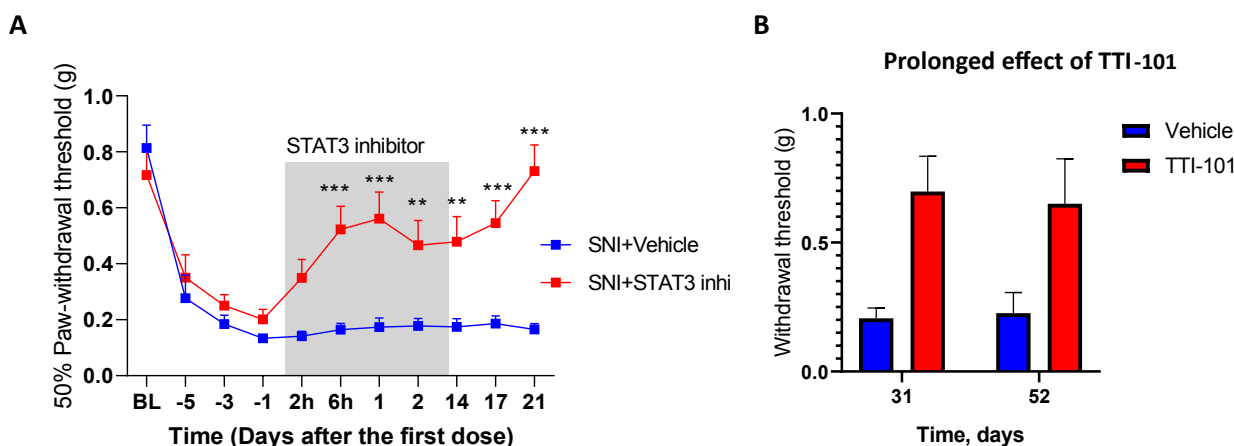 A
50% Paw-withdrawal threshold (g)
1.0
0.8
0.6
0.4
0.2
0.0
STAT3 inhibitor
***
***
**
**
***
***
BL
-5
-3
-1
2h
6h
1
2
14
17
21
Time (Days after the first dose)
SNI+Vehicle
SNI+STAT3 inhi
B
Prolonged effect of TTI-101
Withdrawal threshold (g)
1.0
0.5
0.0
31
52
Time, days
Vehicle
TTI-101